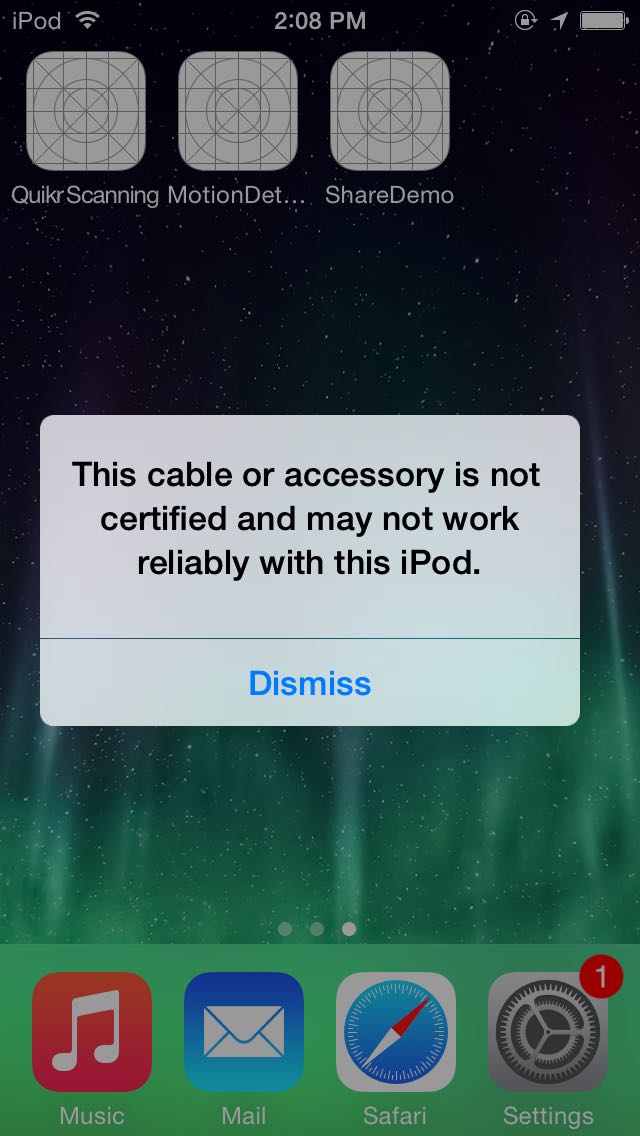 iPod 2:08 PM
QuikrScanning MotionDet... ShareDemo
This cable or accessory is not
certified and may not work
reliably with this iPod.
Dismiss
1
Music Mail Safari Settings